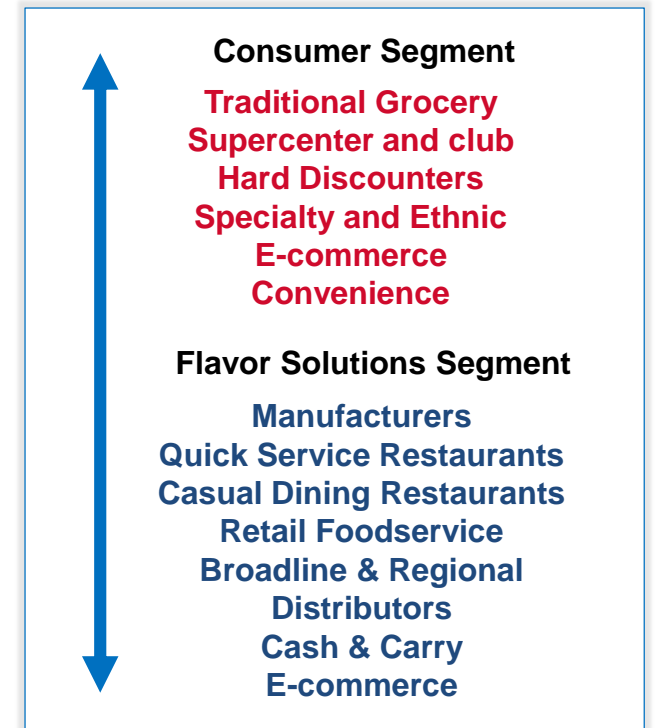 Consumer Segment
Traditional Grocery
Supercenter and club
Hard Discounters
Specialty and Ethnic
E-commerce
Convenience
Flavor Solutions Segment
Manufacturers
Quick Service Restaurants
Casual Dining Restaurants
Retail Foodservice
Broadline & Regional
Distributors
Cash & Carry
E-commerce